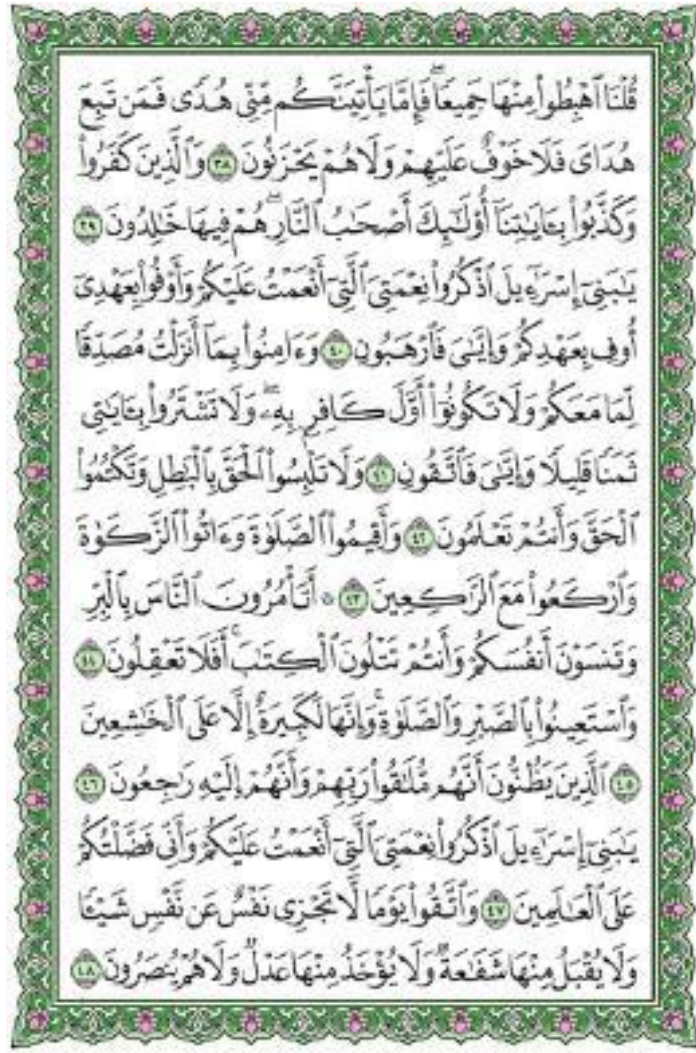 قُلْنَا ٱهْبِطُوا۟ مِنْهَا جَمِيعًۭا ۖ فَإِمَّا يَأْتِيَنَّكُم مِّنِّى هُدًۭى فَمَن تَبِعَ
هُدَاىَ فَلَا خَوْفٌ عَلَيْهِمْ وَلَا هُمْ يَحْزَنُونَ ٣٨ وَٱلَّذِينَ كَفَرُوا۟
وَكَذَّبُوا۟ بِـَٔايَـٰتِنَآ أُو۟لَـٰٓئِكَ أَصْحَـٰبُ ٱلنَّارِ ۖ هُمْ فِيهَا خَـٰلِدُونَ ٣٩
يَـٰبَنِىٓ إِسْرَٰٓءِيلَ ٱذْكُرُوا۟ نِعْمَتِىَ ٱلَّتِىٓ أَنْعَمْتُ عَلَيْكُمْ وَأَوْفُوا۟ بِعَهْدِىٓ
أُوفِ بِعَهْدِكُمْ وَإِيَّـٰىَ فَٱرْهَبُونِ ٤٠ وَءَامِنُوا۟ بِمَآ أَنزَلْتُ مُصَدِّقًۭا
لِّمَا مَعَكُمْ وَلَا تَكُونُوٓا۟ أَوَّلَ كَافِرٍۭ بِهِۦ ۖ وَلَا تَشْتَرُوا۟ بِـَٔايَـٰتِى
ثَمَنًۭا قَلِيلًۭا وَإِيَّـٰىَ فَٱتَّقُونِ ٤١ وَلَا تَلْبِسُوا۟ ٱلْحَقَّ بِٱلْبَـٰطِلِ وَتَكْتُمُوا۟
ٱلْحَقَّ وَأَنتُمْ تَعْلَمُونَ ٤٢ وَأَقِيمُوا۟ ٱلصَّلَوٰةَ وَءَاتُوا۟ ٱلزَّكَوٰةَ
وَٱرْكَعُوا۟ مَعَ ٱلرَّٰكِعِينَ ٤٣ ۞ أَتَأْمُرُونَ ٱلنَّاسَ بِٱلْبِرِّ
وَتَنسَوْنَ أَنفُسَكُمْ وَأَنتُمْ تَتْلُونَ ٱلْكِتَـٰبَ ۚ أَفَلَا تَعْقِلُونَ ٤٤
وَٱسْتَعِينُوا۟ بِٱلصَّبْرِ وَٱلصَّلَوٰةِ ۚ وَإِنَّهَا لَكَبِيرَةٌ إِلَّا عَلَى ٱلْخَـٰشِعِينَ
٤٥ ٱلَّذِينَ يَظُنُّونَ أَنَّهُم مُّلَـٰقُوا۟ رَبِّهِمْ وَأَنَّهُمْ إِلَيْهِ رَٰجِعُونَ ٤٦
يَـٰبَنِىٓ إِسْرَٰٓءِيلَ ٱذْكُرُوا۟ نِعْمَتِىَ ٱلَّتِىٓ أَنْعَمْتُ عَلَيْكُمْ وَأَنِّى فَضَّلْتُكُمْ
عَلَى ٱلْعَـٰلَمِينَ ٤٧ وَٱتَّقُوا۟ يَوْمًۭا لَّا تَجْزِى نَفْسٌ عَن نَّفْسٍۢ شَيْـًۭٔا
وَلَا يُقْبَلُ مِنْهَا شَفَـٰعَةٌۭ وَلَا يُؤْخَذُ مِنْهَا عَدْلٌۭ وَلَا هُمْ يُنصَرُونَ ٤٨